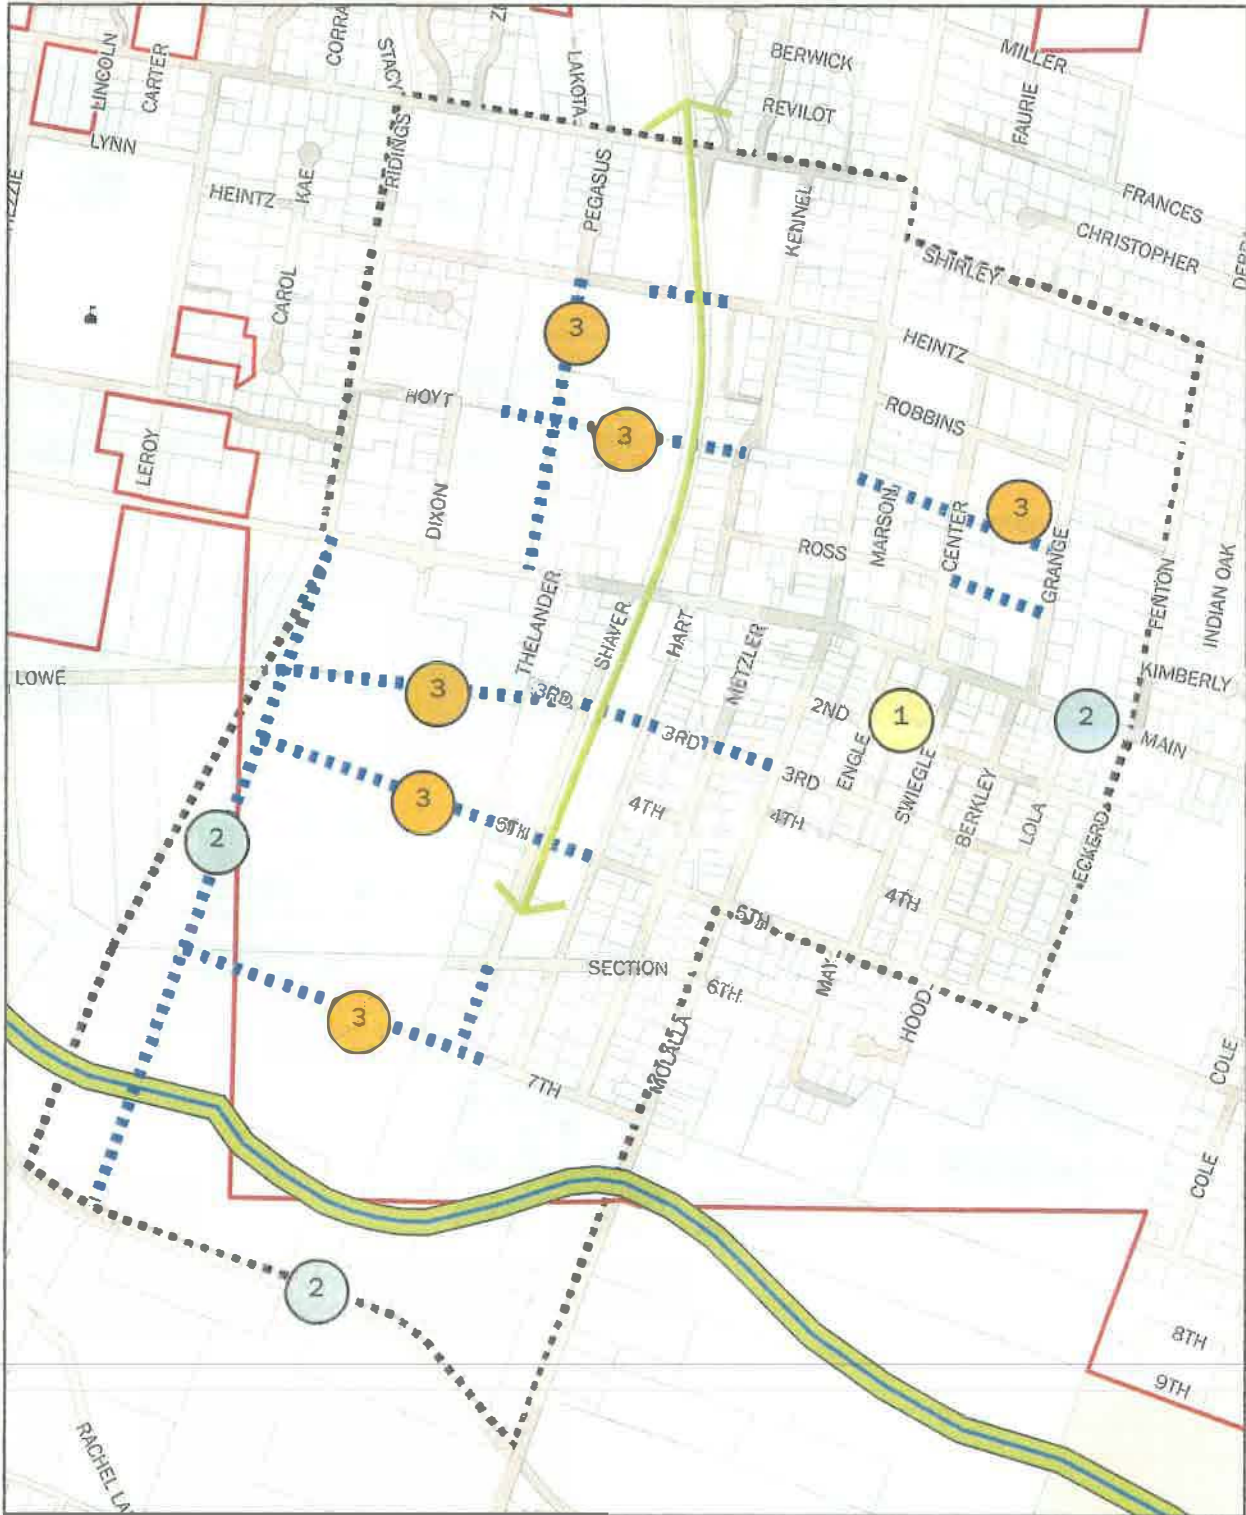 LINCOLN
CARTER
STACY
LAKOTA
BERWICK
MILLER
REVILOT
FAURIE
LYNN
RIDINGS
PEGASUS
KENNEL
HEINTZ
KAE
FRANCES
CHRISTOPHER
SHIRLEY
CAROL
3
HEINTZ
HOYT
ROBBINS
3
LEROY
DIXON
MARSON
CENTER
3
GRANGE
ROSS
FENTON
INDIAN OAK
THELANDER
SHAVER
HART
METZLER
LOWE
3
3RD
KIMBERLY
2ND
1
2
3RD
MAIN
3RD
ENGLE
SWIEGLE
BERKLEY
LOLA
ECKERD
3
4TH
4TH
5TH
2
4TH
5TH
SECTION
6TH
MAY
HOOD
3
MOLALLA
7TH
COLE
COLE
2
8TH
9TH